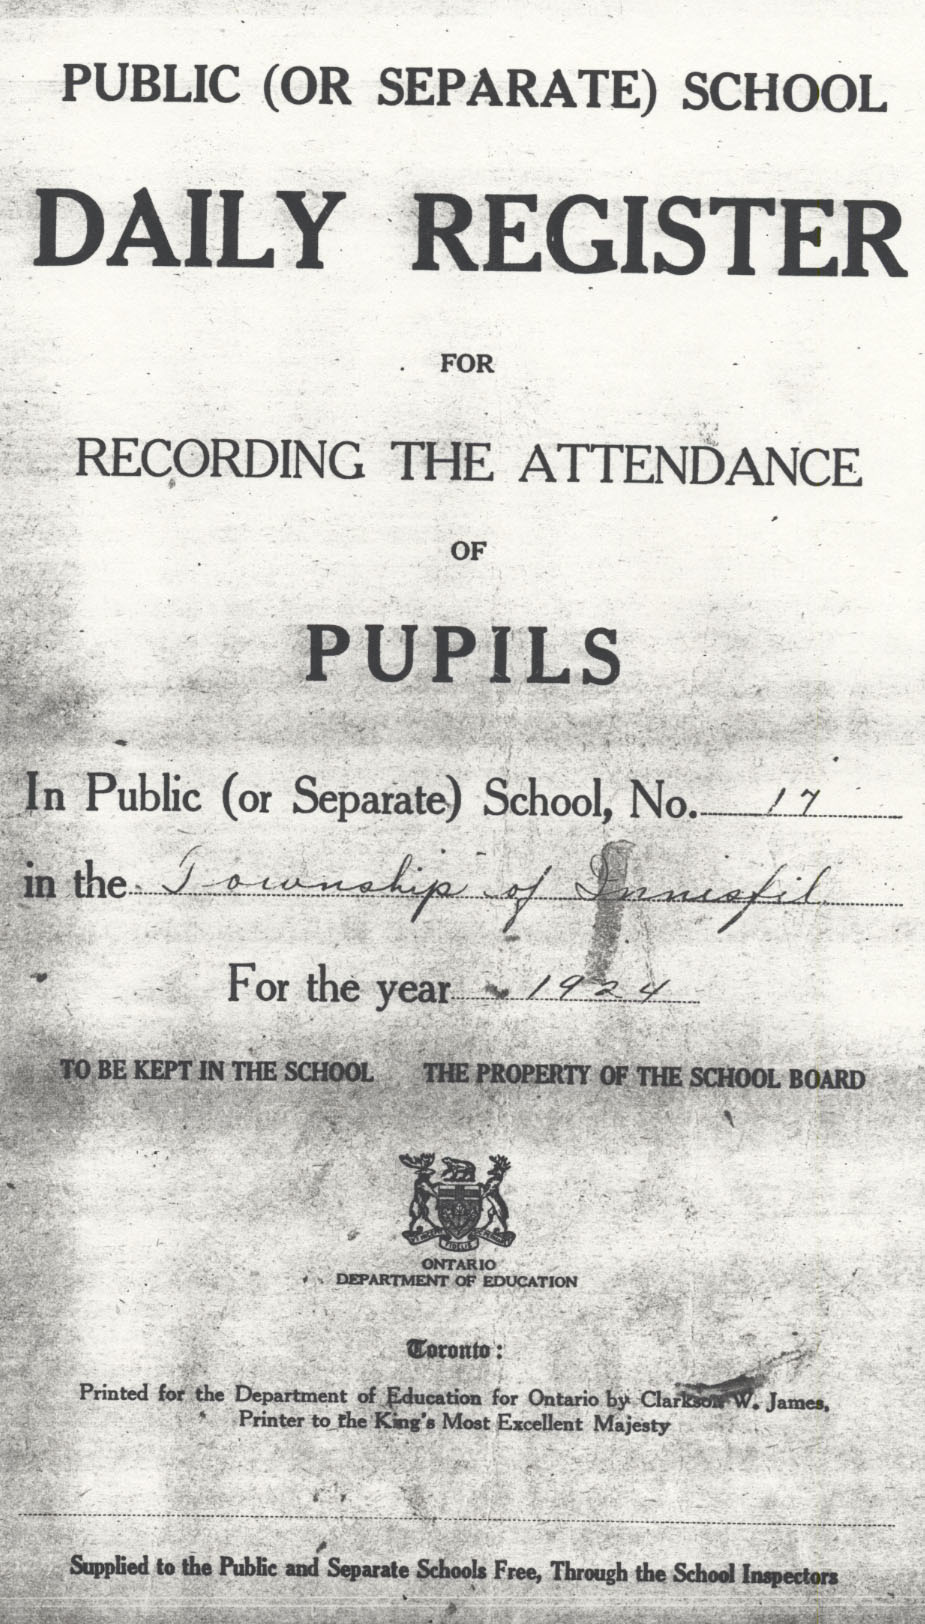 PUBLIC (OR SEPARATE) SCHOOL
DAILY REGISTER
FOR
RECORDING THE ATTENDANCE
OF
PUPILS
In Public (or Separate) School, No. 17
in the Township of Innisfil
For the year 1924
TO BE KEPT IN THE SCHOOL THE PROPERTY OF THE SCHOOL BOARD
FIDELIS
ONTARIO
DEPARTMENT OF EDUCATION
Toronto:
Printed for the Department of Education for Ontario by Clarkson W. James,
Printer to the King's Most Excellent Majesty
Supplied to the Public and Separate Schools Free, Through the School Inspectors